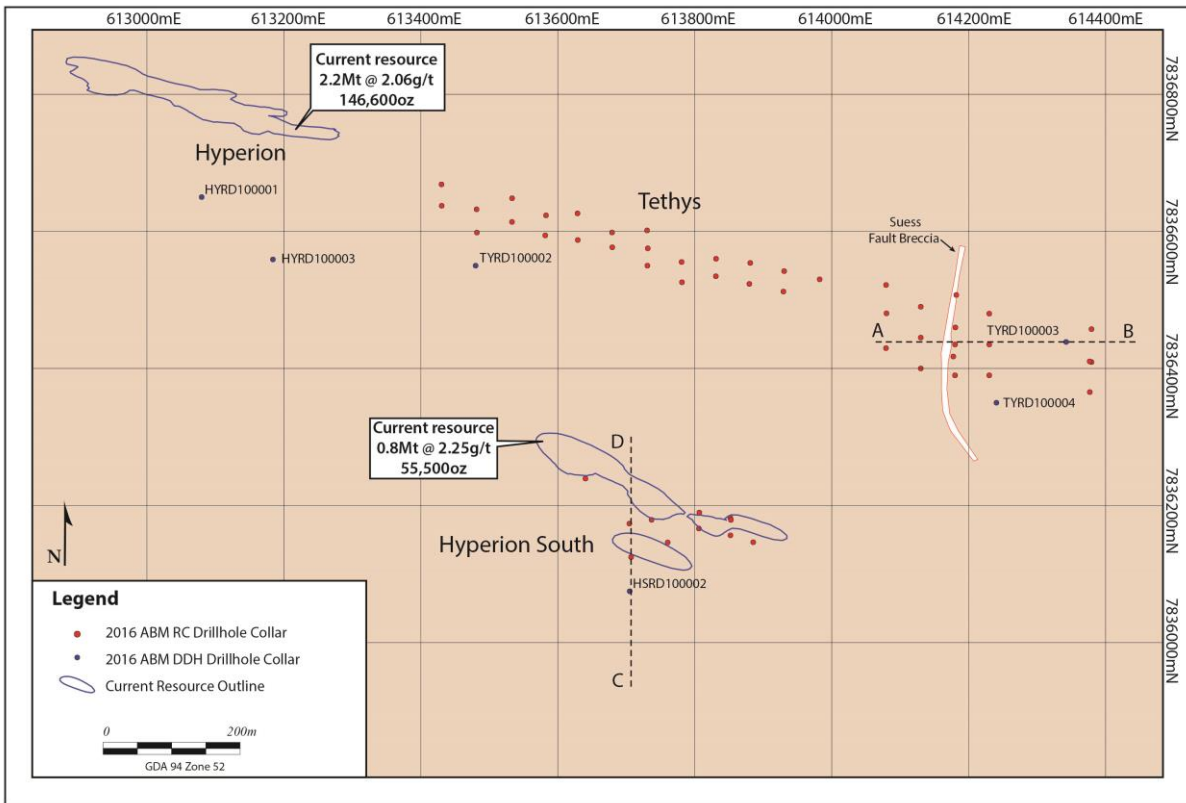 613000mE
613200mE
613400mE
613600mE
613800mE
614000mE
614200mE
614400mE
7836800mN
7836600mN
7836400mN
7836200mN
7836000mN
Current resource
2.2Mt @ 2.06g/t
146,600oz
Hyperion
HYRD100001
HYRD100003
Tethys
TYRD100002
Suess
Fault Breccia
A
TYRD100003
B
TYRD100004
Current resource
0.8Mt @ 2.25g/t
55,500oz
D
Hyperion South
HSRD100002
C
N
Legend
2016 ABM RC Drillhole Collar
2016 ABM DDH Drillhole Collar
Current Resource Outline
0 200m
GDA 94 Zone 52